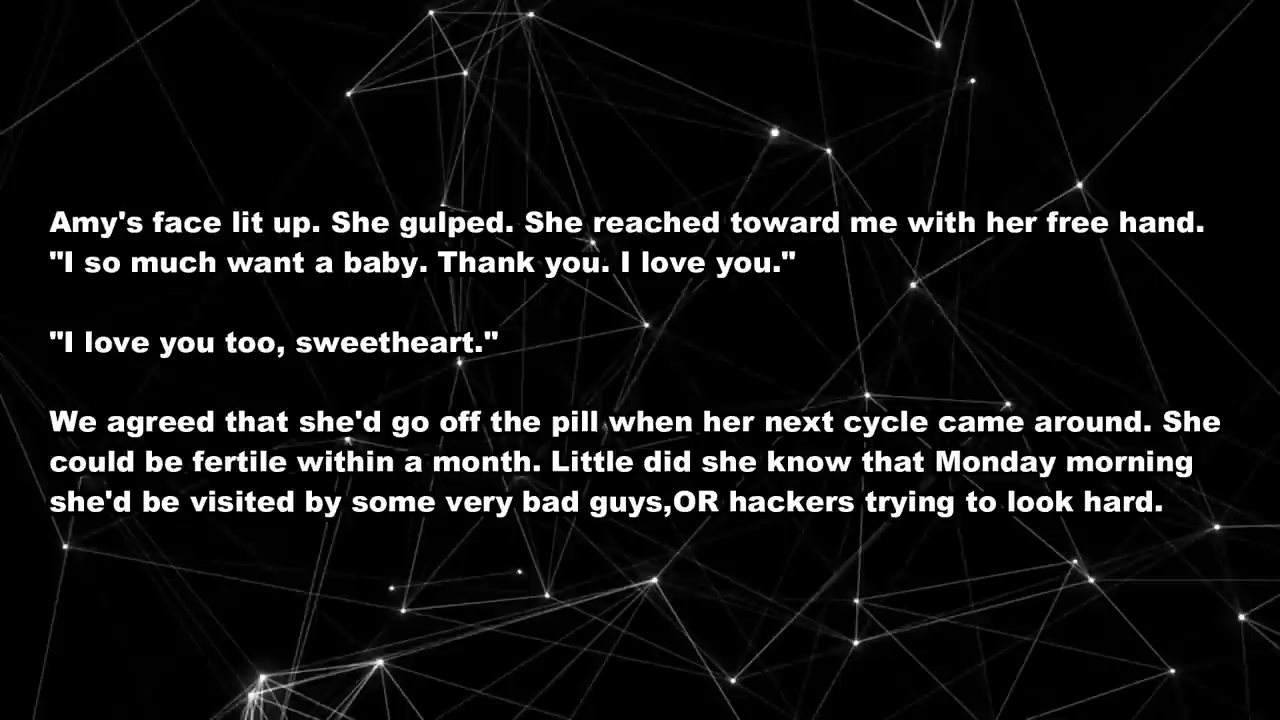 Amy's face lit up. She gulped. She reached toward me with her free hand.
"I so much want a baby. Thank you. I love you."
"I love you too, sweetheart."
We agreed that she'd go off the pill when her next cycle came around. She
could be fertile within a month. Little did she know that Monday morning
she'd be visited by some very bad guys,OR hackers trying to look hard.